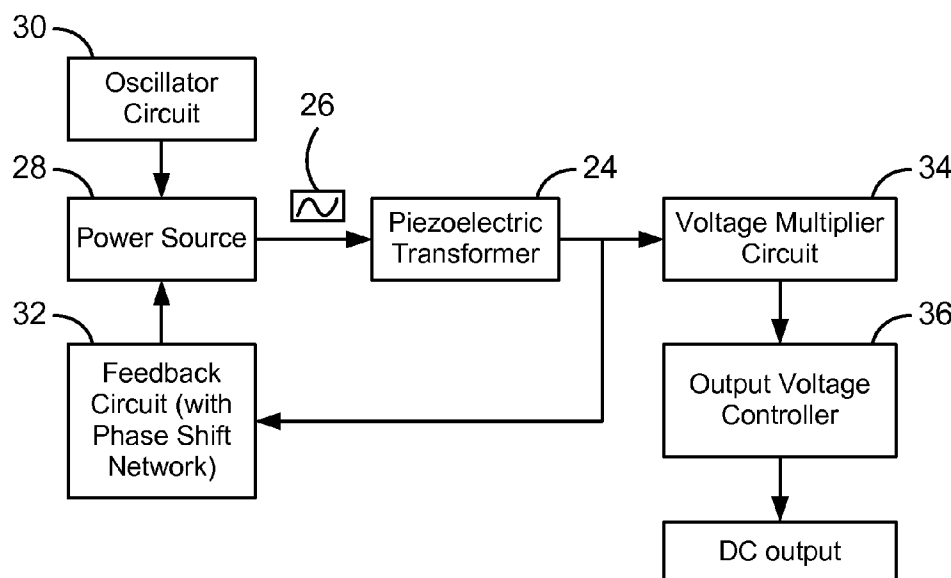 30
Oscillator
Circuit
26
28
24
34
Power Source
Piezoelectric
Transformer
Voltage Multiplier
Circuit
32
36
Feedback
Circuit (with
Phase Shift
Network)
Output Voltage
Controller
DC output